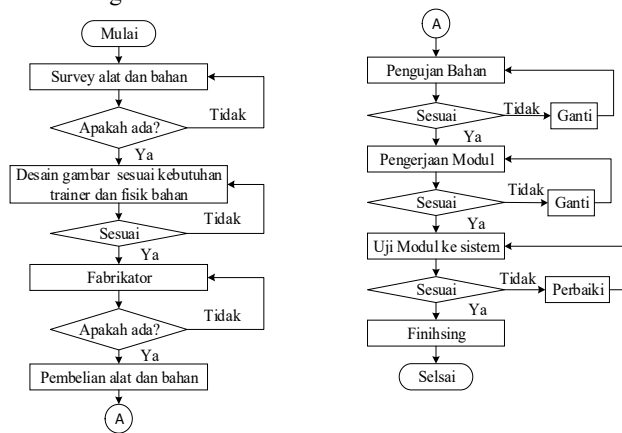 Mulai
Survey alat dan bahan
Apakah ada?
Tidak
Ya
Desain gambar sesuai kebutuhan
trainer dan fisik bahan
Sesuai
Tidak
Ya
Fabrikator
Apakah ada?
Tidak
Ya
Pembelian alat dan bahan
A
A
Pengujan Bahan
Sesuai
Tidak
Ganti
Ya
Pengerjaan Modul
Sesuai
Tidak
Ganti
Ya
Uji Modul ke sistem
Sesuai
Tidak
Perbaiki
Ya
Finihsing
Selsai